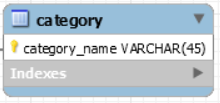 category
category_name VARCHAR(45)
Indexes